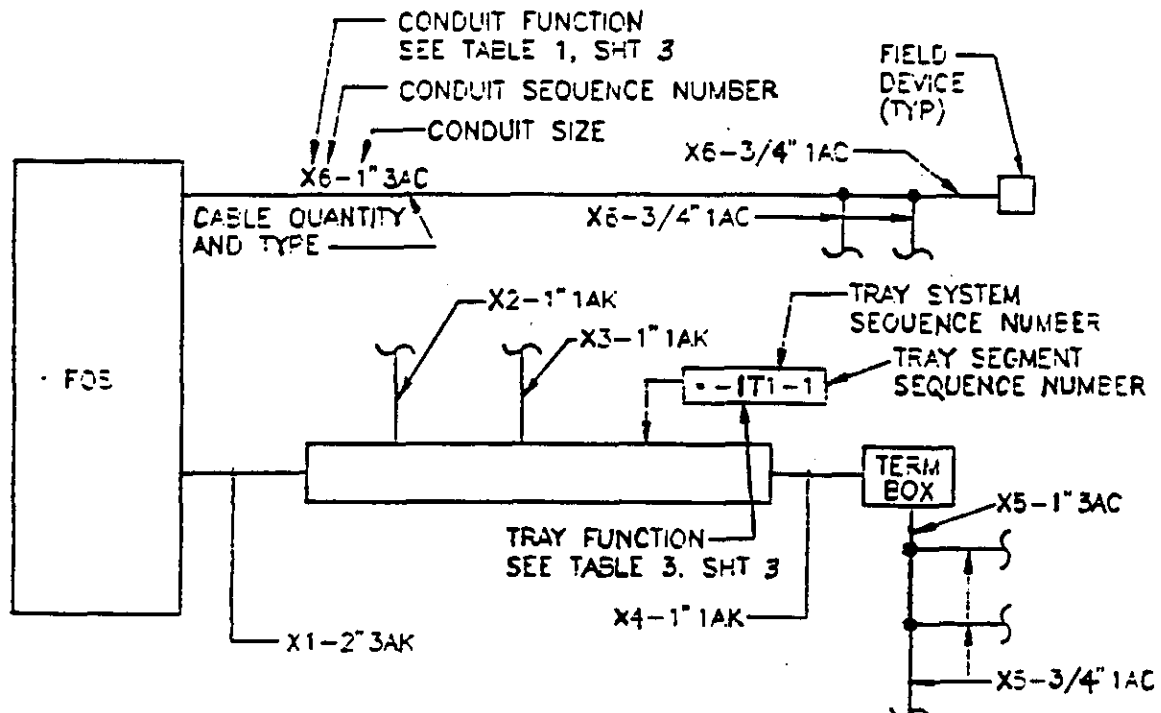 CONDUIT FUNCTION
SEE TABLE 1, SHT 3
CONDUIT SEQUENCE NUMBER
CONDUIT SIZE
FIELD
DEVICE
(TYP)
X6-3/4" 1AC
X6-1" 3AC
CABLE QUANTITY
AND TYPE
X6-3/4" 1AC
X2-1" 1AK
TRAY SYSTEM
SEQUENCE NUMBER
X3-1" 1AK
TRAY SEGMENT
SEQUENCE NUMBER
FOS
1T1-1
TERM
BOX
X5-1" 3AC
TRAY FUNCTION
SEE TABLE 3, SHT 3
X4-1" 1AK
X1-2" 3AK
X5-3/4" 1AC